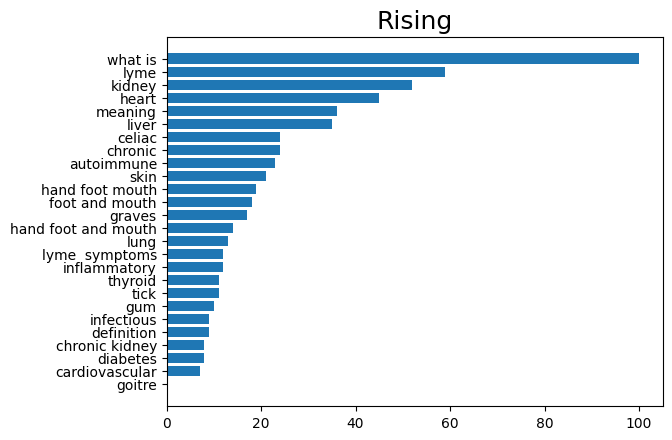 Rising
what is
lyme
kidney
heart
meaning
liver
celiac
chronic
autoimmune
skin
hand foot mouth
foot and mouth
graves
hand foot and mouth
lung
lyme  symptoms
inflammatory
thyroid
tick
gum
infectious
definition
chronic kidney
diabetes
cardiovascular
goitre
0 20 40 60 80 100